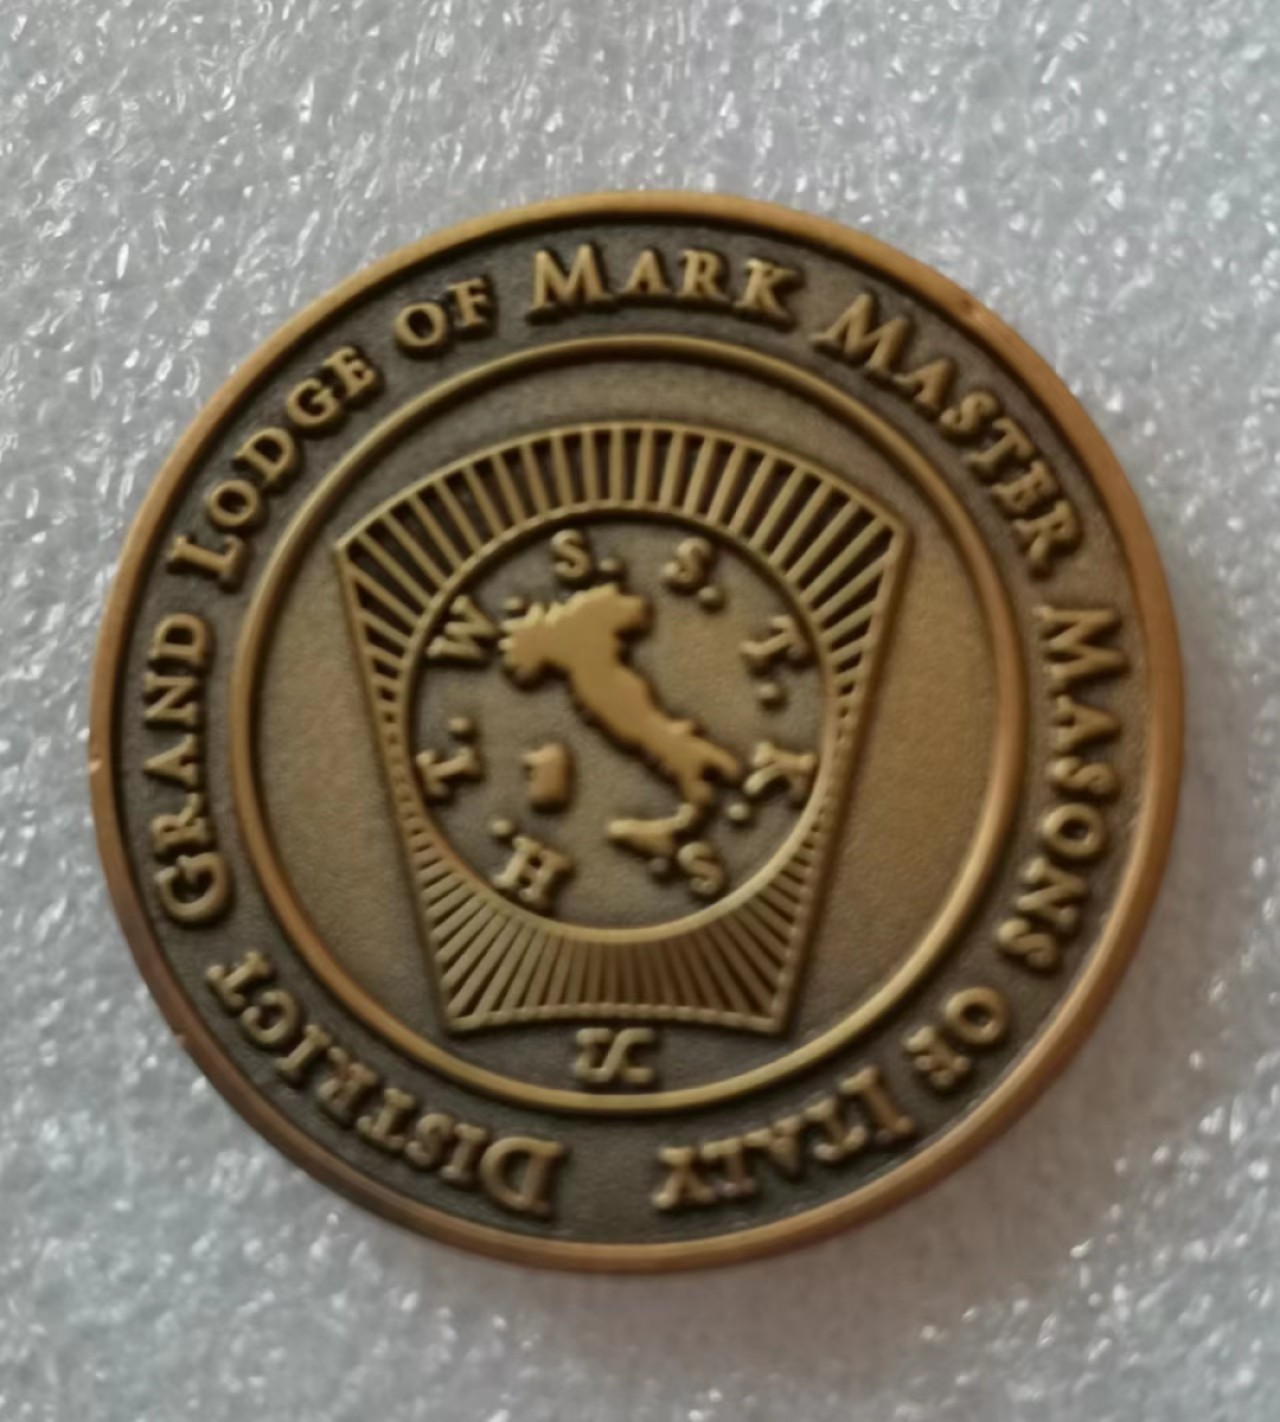 DISTRICT GRAND LODGE OF MARK MASTER MASONS OF ITALY
H. T. W. S. S. T. K. S.